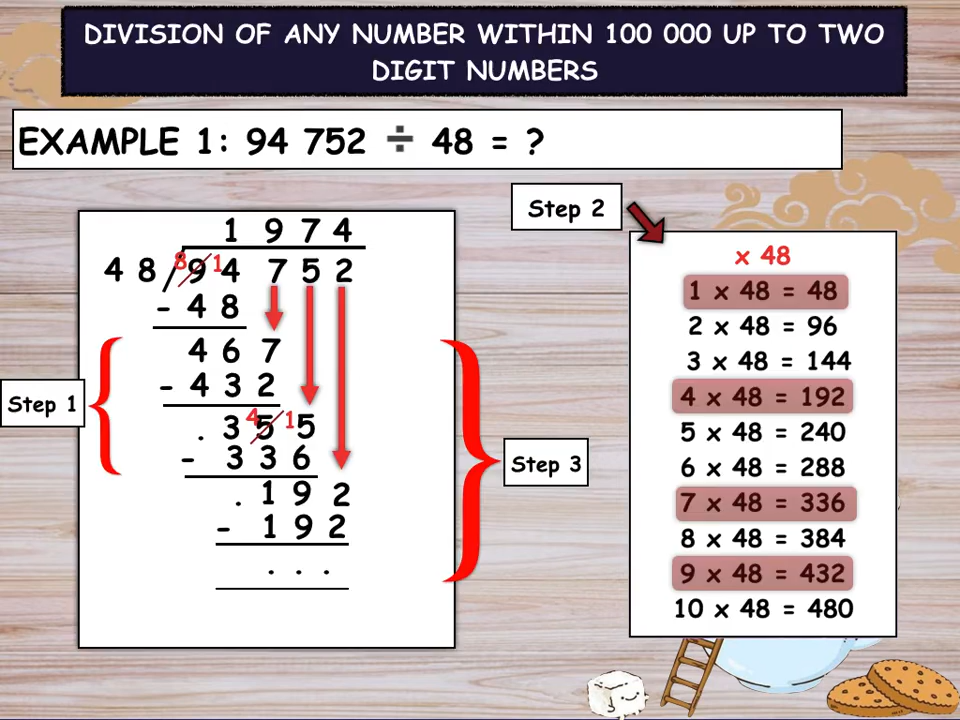 DIVISION OF ANY NUMBER WITHIN 100 000 UP TO TWO
DIGIT NUMBERS
EXAMPLE 1: 94 752 ÷ 48 = ?
Step 2
1 9 7 4
8 1
4 8 / 9 4 7 5 2
- 4 8
4 6 7
- 4 3 2
4 1
. 3 5 5
- 3 3 6
. 1 9 2
- 1 9 2
. . .
Step 1
Step 3
x 48
1 x 48 = 48
2 x 48 = 96
3 x 48 = 144
4 x 48 = 192
5 x 48 = 240
6 x 48 = 288
7 x 48 = 336
8 x 48 = 384
9 x 48 = 432
10 x 48 = 480